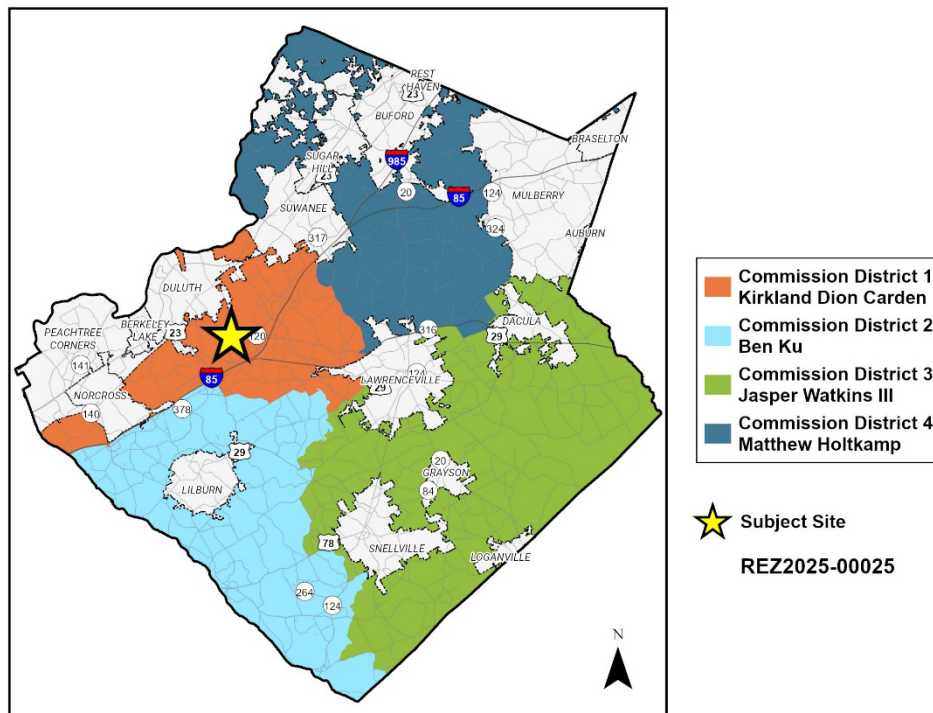 REST
HAVEN
23
BUFORD
BRASELTON
SUGAR
HILL
23
985
20
85
124
MULBERRY
SUWANEE
324
AUBURN
317
DULUTH
PEACHTREE
CORNERS
BERKELEY
LAKE
23
120
316
DACULA
29
141
85
124
LAWRENCEVILLE
29
NORCROSS
140
378
29
20
GRAYSON
84
LILBURN
78
SNELLVILLE
LOGANVILLE
264
124
N
Commission District 1
Kirkland Dion Carden
Commission District 2
Ben Ku
Commission District 3
Jasper Watkins III
Commission District 4
Matthew Holtkamp
Subject Site
REZ2025-00025